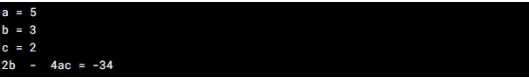 a = 5
b = 3
c = 2
2b  -  4ac = -34